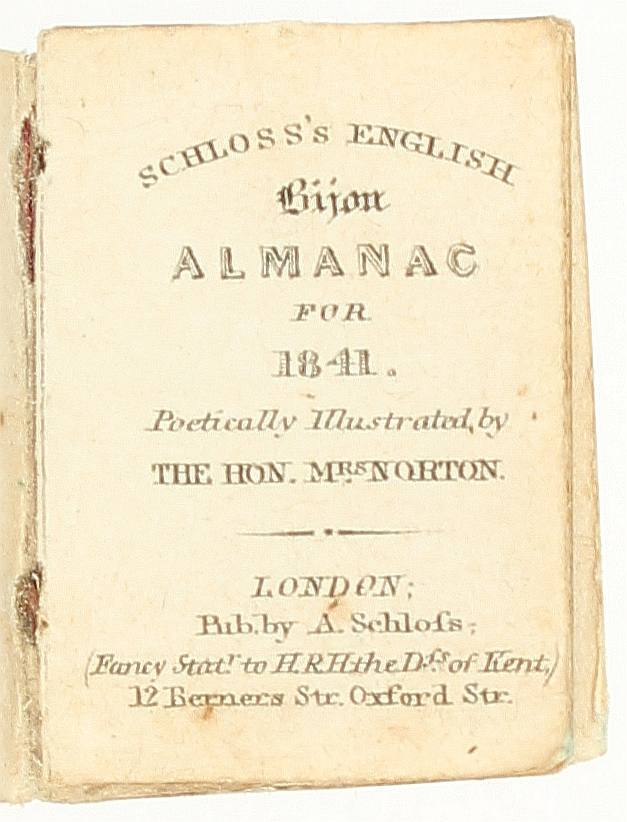 SCHLOSS'S ENGLISH
Bijou
ALMANAC
FOR
1841.
Poetically Illustrated, by
THE HON. MRS NORTON.
LONDON;
Pub. by A. Schloſs;
(Fancy Statr. to H.R.H. the Dſs. of Kent,)
12 Berners Str. Oxford Str.